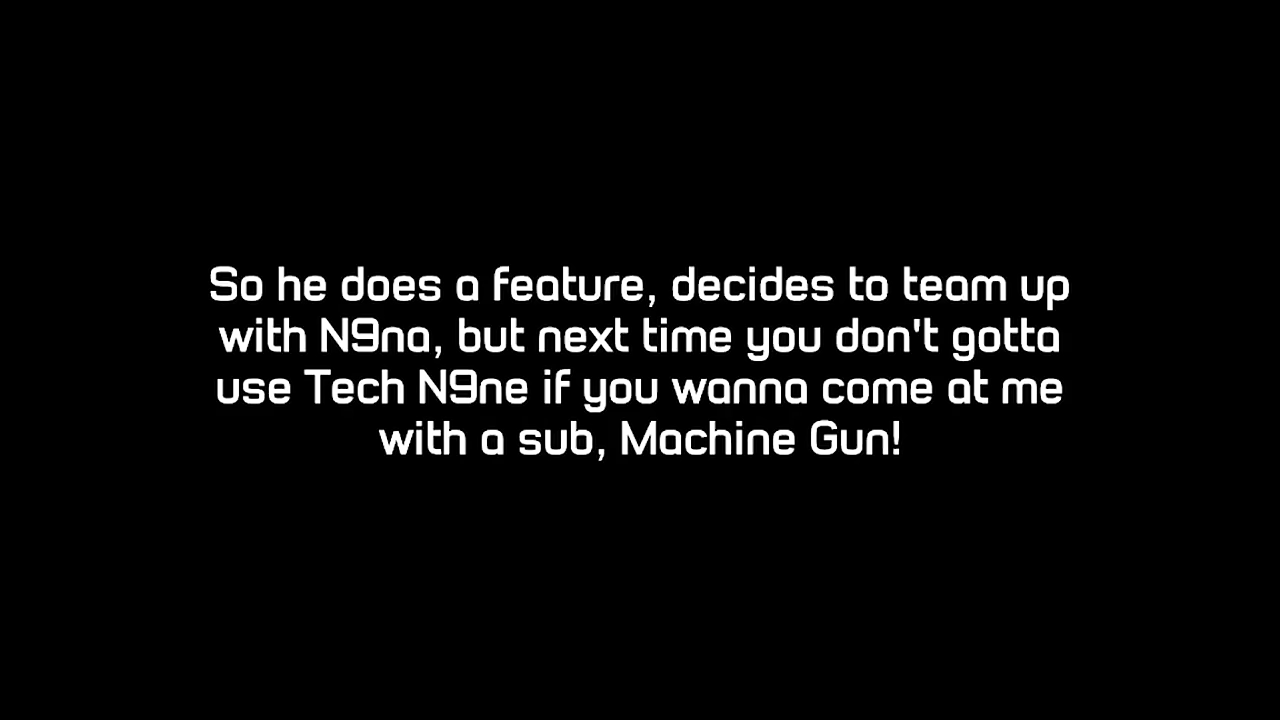 So he does a feature, decides to team up
with N9na, but next time you don't gotta
use Tech N9ne if you wanna come at me
with a sub, Machine Gun!